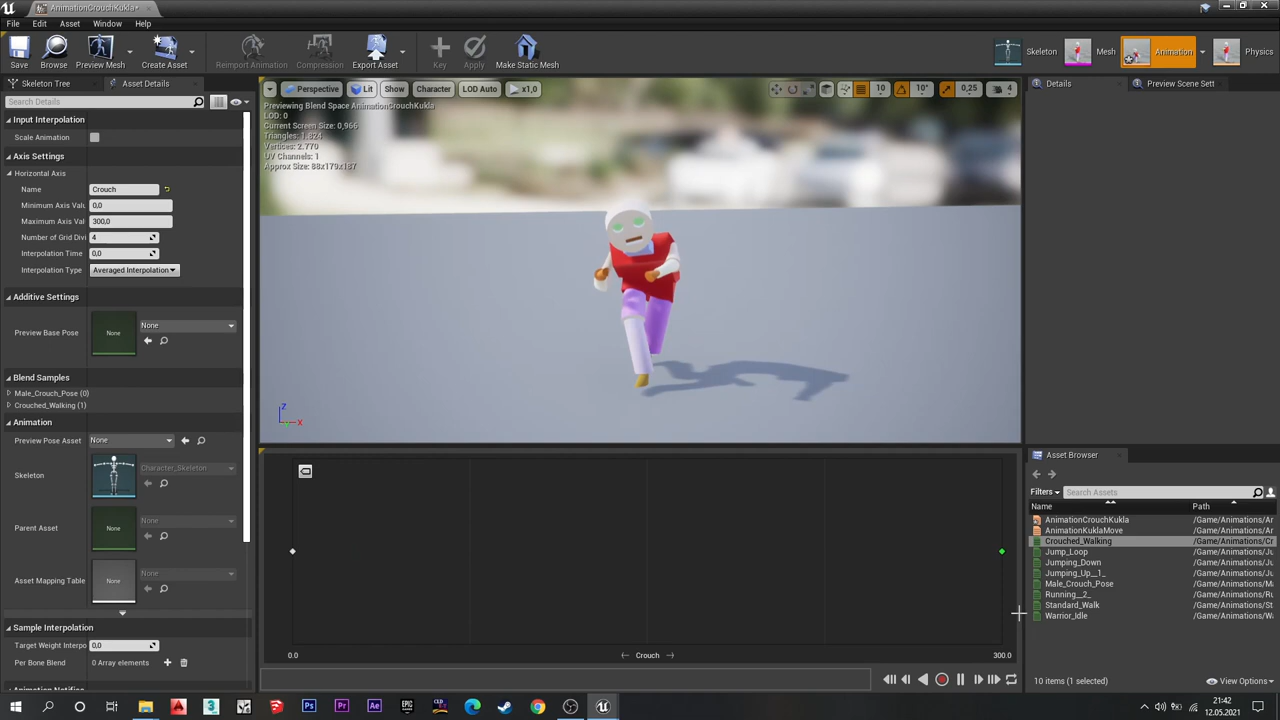 AnimationCrouchKukla*
File Edit Asset Window Help
Save Browse Preview Mesh Create Asset Reimport Animation Compression Export Asset Key Apply Make Static Mesh Skeleton Mesh Animation Physics
Skeleton Tree Asset Details
Search Details
Input Interpolation
Scale Animation
Axis Settings
Horizontal Axis
Name Crouch
Minimum Axis Valu 0,0
Maximum Axis Val 300,0
Number of Grid Divi 4
Interpolation Time 0,0
Interpolation Type Averaged Interpolation
Additive Settings
Preview Base Pose None None
Blend Samples
Male_Crouch_Pose (0)
Crouched_Walking (1)
Animation
Preview Pose Asset None
Skeleton Character_Skeleton
Parent Asset None None
Asset Mapping Table None None
Sample Interpolation
Target Weight Interpo 0,0
Per Bone Blend 0 Array elements
Perspective Lit Show Character LOD Auto x1,0 10 10° 0,25 4
Previewing Blend Space AnimationCrouchKukla
LOD: 0
Current Screen Size: 0,966
Triangles: 1.824
Vertices: 2.770
UV Channels: 1
Approx Size: 88x179x187
Z
X
0.0 Crouch 300.0
Details Preview Scene Sett
Asset Browser
Filters Search Assets
Name Path
AnimationCrouchKukla /Game/Animations/Ar
AnimationKuklaMove /Game/Animations/Ar
Crouched_Walking /Game/Animations/Cr
Jump_Loop /Game/Animations/Ju
Jumping_Down /Game/Animations/Ju
Jumping_Up__1_ /Game/Animations/Ju
Male_Crouch_Pose /Game/Animations/Ma
Running__2_ /Game/Animations/Ru
Standard_Walk /Game/Animations/St
Warrior_Idle /Game/Animations/Wa
10 items (1 selected) View Options
21:42
12.05.2021